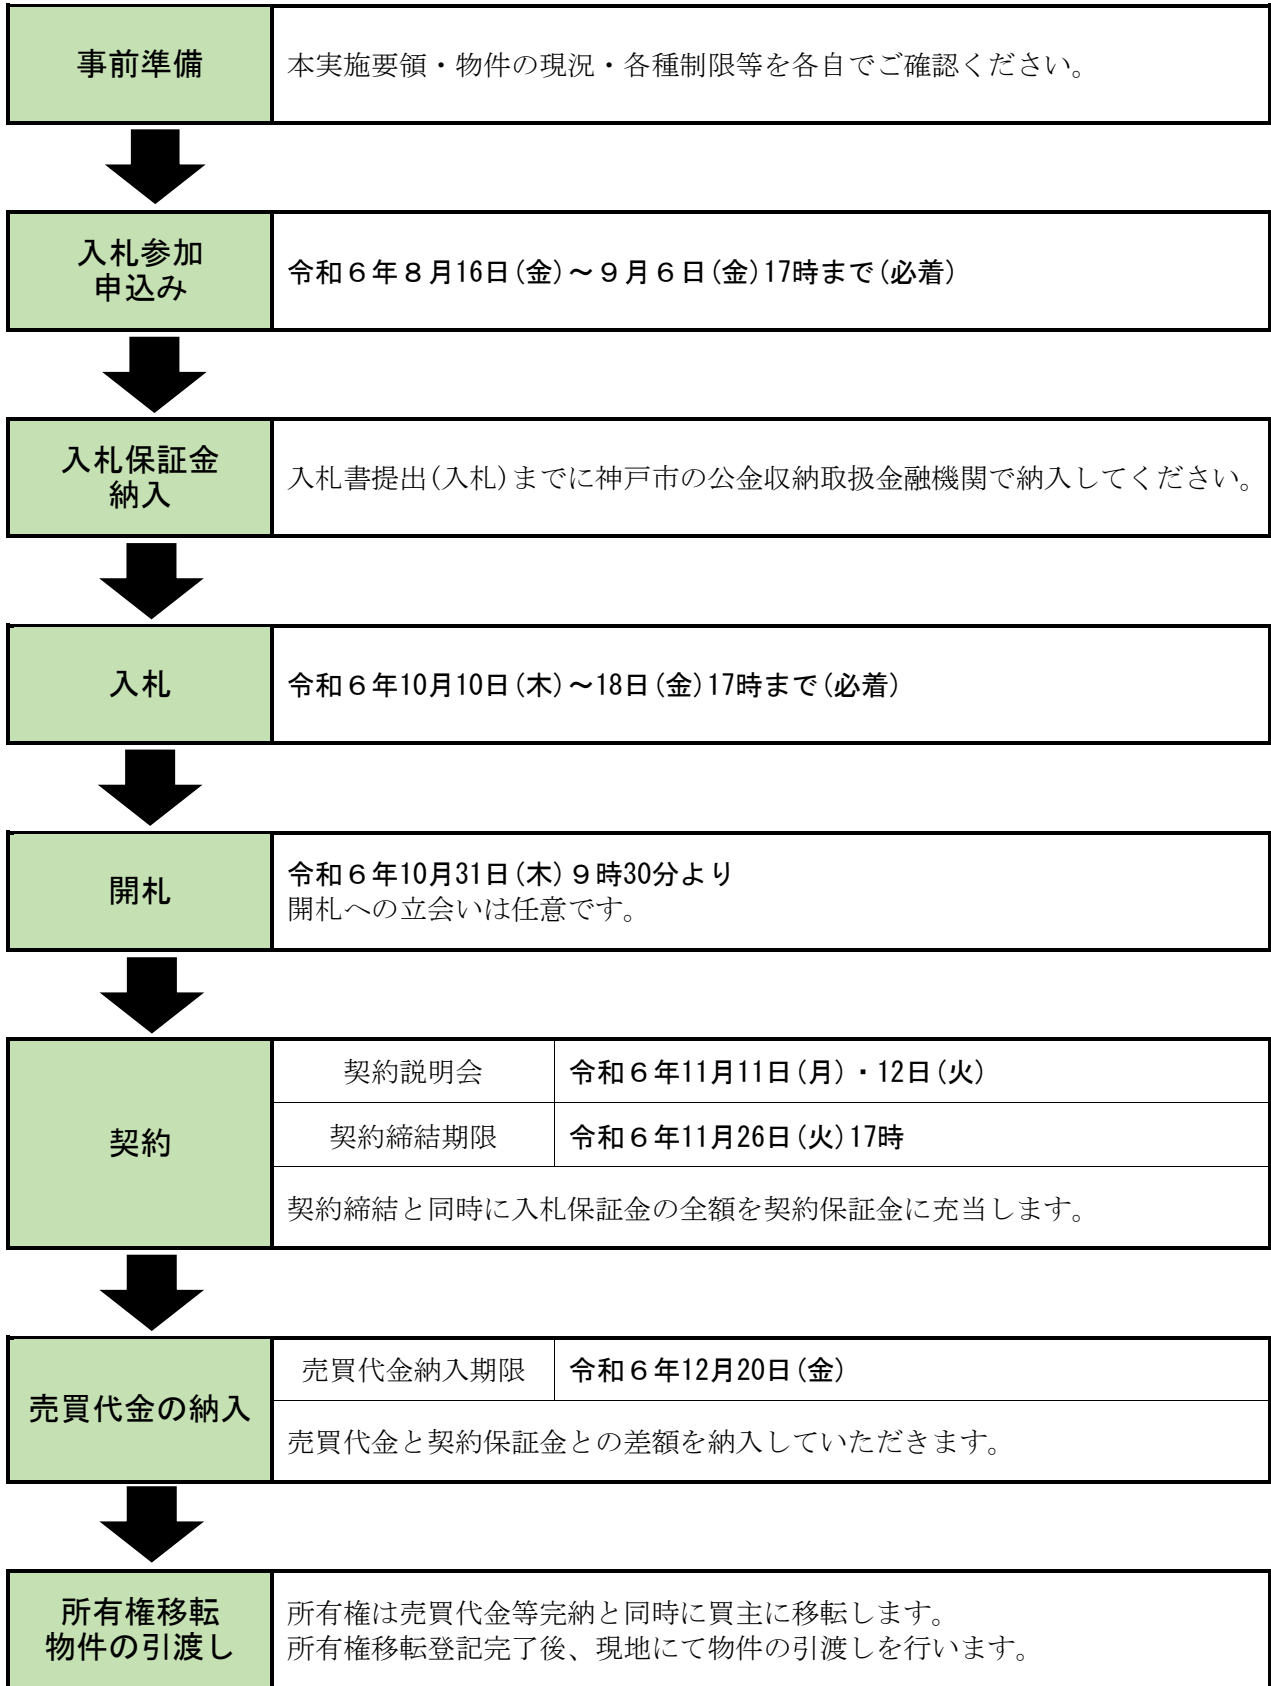 事前準備
本実施要領・物件の現況・各種制限等を各自でご確認ください。
入札参加
申込み
令和６年８月16日(金)～９月６日(金)17時まで(必着)
入札保証金
納入
入札書提出(入札)までに神戸市の公金収納取扱金融機関で納入してください。
入札
令和６年10月10日(木)～18日(金)17時まで(必着)
開札
令和６年10月31日(木)９時30分より
開札への立会いは任意です。
契約
契約説明会
令和６年11月11日(月)・12日(火)
契約締結期限
令和６年11月26日(火)17時
契約締結と同時に入札保証金の全額を契約保証金に充当します。
売買代金の納入
売買代金納入期限
令和６年12月20日(金)
売買代金と契約保証金との差額を納入していただきます。
所有権移転
物件の引渡し
所有権は売買代金等完納と同時に買主に移転します。
所有権移転登記完了後、現地にて物件の引渡しを行います。